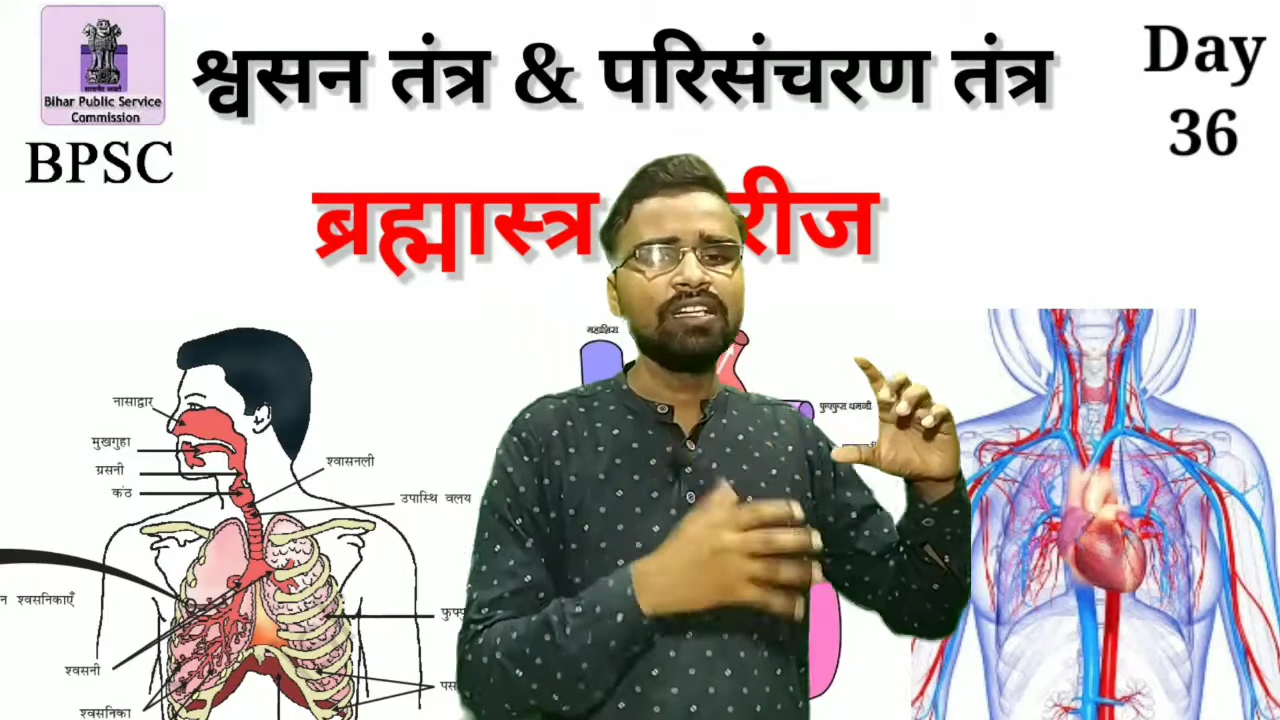 श्वसन तंत्र & परिसंचरण तंत्र
Day
36
Bihar Public Service
Commission
BPSC
ब्रह्मास्त्र
महाशिरा
नासाद्वार
मुखगुहा
ग्रसनी
कंठ
श्वासनली
उपास्थि वलय
फुफ्फुस धमनी
श्वसनिकाएँ
श्वसनी
श्वसनिका